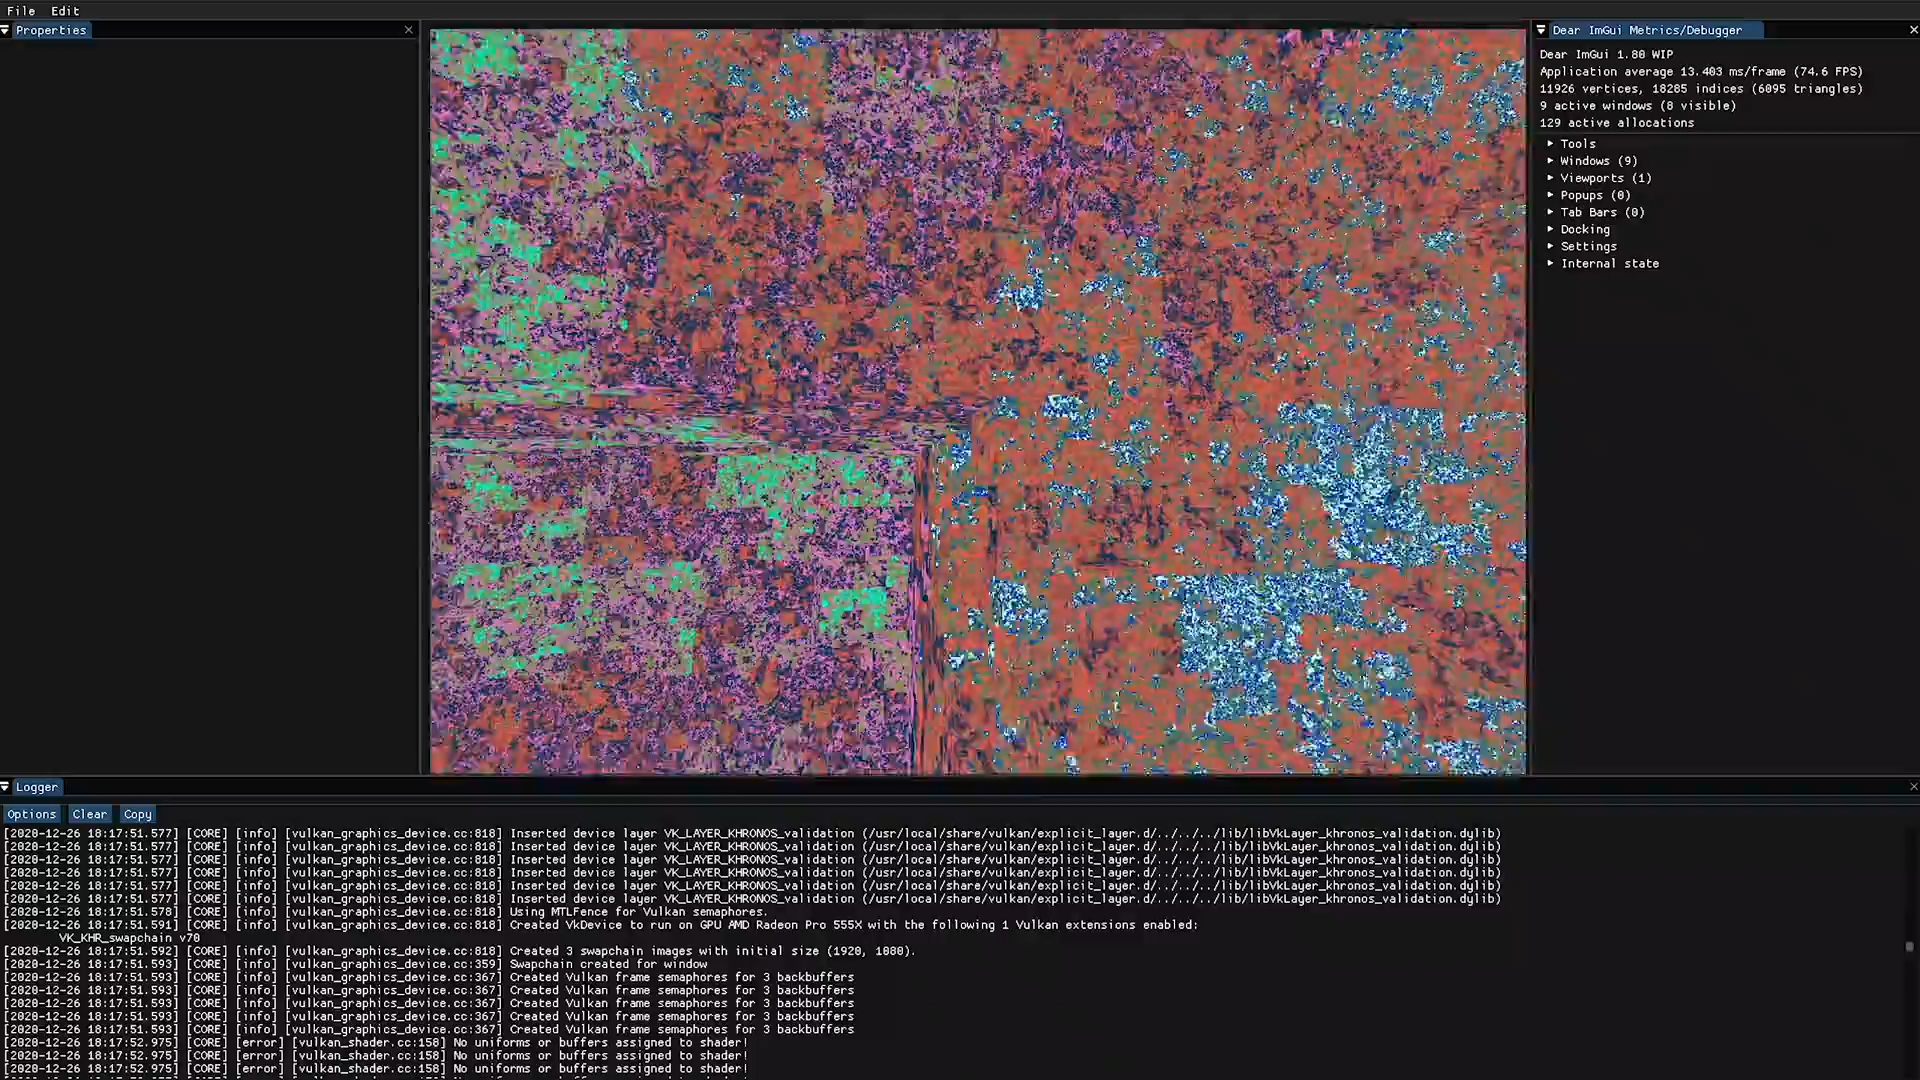 File Edit
Properties
Dear ImGui Metrics/Debugger
Dear ImGui 1.80 WIP
Application average 13.403 ms/frame (74.6 FPS)
11926 vertices, 18285 indices (6095 triangles)
9 active windows (8 visible)
129 active allocations
Tools
Windows (9)
Viewports (1)
Popups (0)
Tab Bars (0)
Docking
Settings
Internal state
Logger
Options Clear Copy
[2020-12-26 18:17:51.577] [CORE] [info] [vulkan_graphics_device.cc:818] Inserted device layer VK_LAYER_KHRONOS_validation (/usr/local/share/vulkan/explicit_layer.d/../../../lib/libVkLayer_khronos_validation.dylib)
[2020-12-26 18:17:51.577] [CORE] [info] [vulkan_graphics_device.cc:818] Inserted device layer VK_LAYER_KHRONOS_validation (/usr/local/share/vulkan/explicit_layer.d/../../../lib/libVkLayer_khronos_validation.dylib)
[2020-12-26 18:17:51.577] [CORE] [info] [vulkan_graphics_device.cc:818] Inserted device layer VK_LAYER_KHRONOS_validation (/usr/local/share/vulkan/explicit_layer.d/../../../lib/libVkLayer_khronos_validation.dylib)
[2020-12-26 18:17:51.577] [CORE] [info] [vulkan_graphics_device.cc:818] Inserted device layer VK_LAYER_KHRONOS_validation (/usr/local/share/vulkan/explicit_layer.d/../../../lib/libVkLayer_khronos_validation.dylib)
[2020-12-26 18:17:51.577] [CORE] [info] [vulkan_graphics_device.cc:818] Inserted device layer VK_LAYER_KHRONOS_validation (/usr/local/share/vulkan/explicit_layer.d/../../../lib/libVkLayer_khronos_validation.dylib)
[2020-12-26 18:17:51.577] [CORE] [info] [vulkan_graphics_device.cc:818] Inserted device layer VK_LAYER_KHRONOS_validation (/usr/local/share/vulkan/explicit_layer.d/../../../lib/libVkLayer_khronos_validation.dylib)
[2020-12-26 18:17:51.578] [CORE] [info] [vulkan_graphics_device.cc:818] Using MTLFence for Vulkan semaphores.
[2020-12-26 18:17:51.591] [CORE] [info] [vulkan_graphics_device.cc:818] Created VkDevice to run on GPU AMD Radeon Pro 555X with the following 1 Vulkan extensions enabled:
VK_KHR_swapchain v70
[2020-12-26 18:17:51.592] [CORE] [info] [vulkan_graphics_device.cc:818] Created 3 swapchain images with initial size (1920, 1080).
[2020-12-26 18:17:51.593] [CORE] [info] [vulkan_graphics_device.cc:359] Swapchain created for window
[2020-12-26 18:17:51.593] [CORE] [info] [vulkan_graphics_device.cc:367] Created Vulkan frame semaphores for 3 backbuffers
[2020-12-26 18:17:51.593] [CORE] [info] [vulkan_graphics_device.cc:367] Created Vulkan frame semaphores for 3 backbuffers
[2020-12-26 18:17:51.593] [CORE] [info] [vulkan_graphics_device.cc:367] Created Vulkan frame semaphores for 3 backbuffers
[2020-12-26 18:17:51.593] [CORE] [info] [vulkan_graphics_device.cc:367] Created Vulkan frame semaphores for 3 backbuffers
[2020-12-26 18:17:51.593] [CORE] [info] [vulkan_graphics_device.cc:367] Created Vulkan frame semaphores for 3 backbuffers
[2020-12-26 18:17:52.975] [CORE] [error] [vulkan_shader.cc:158] No uniforms or buffers assigned to shader!
[2020-12-26 18:17:52.975] [CORE] [error] [vulkan_shader.cc:158] No uniforms or buffers assigned to shader!
[2020-12-26 18:17:52.975] [CORE] [error] [vulkan_shader.cc:158] No uniforms or buffers assigned to shader!